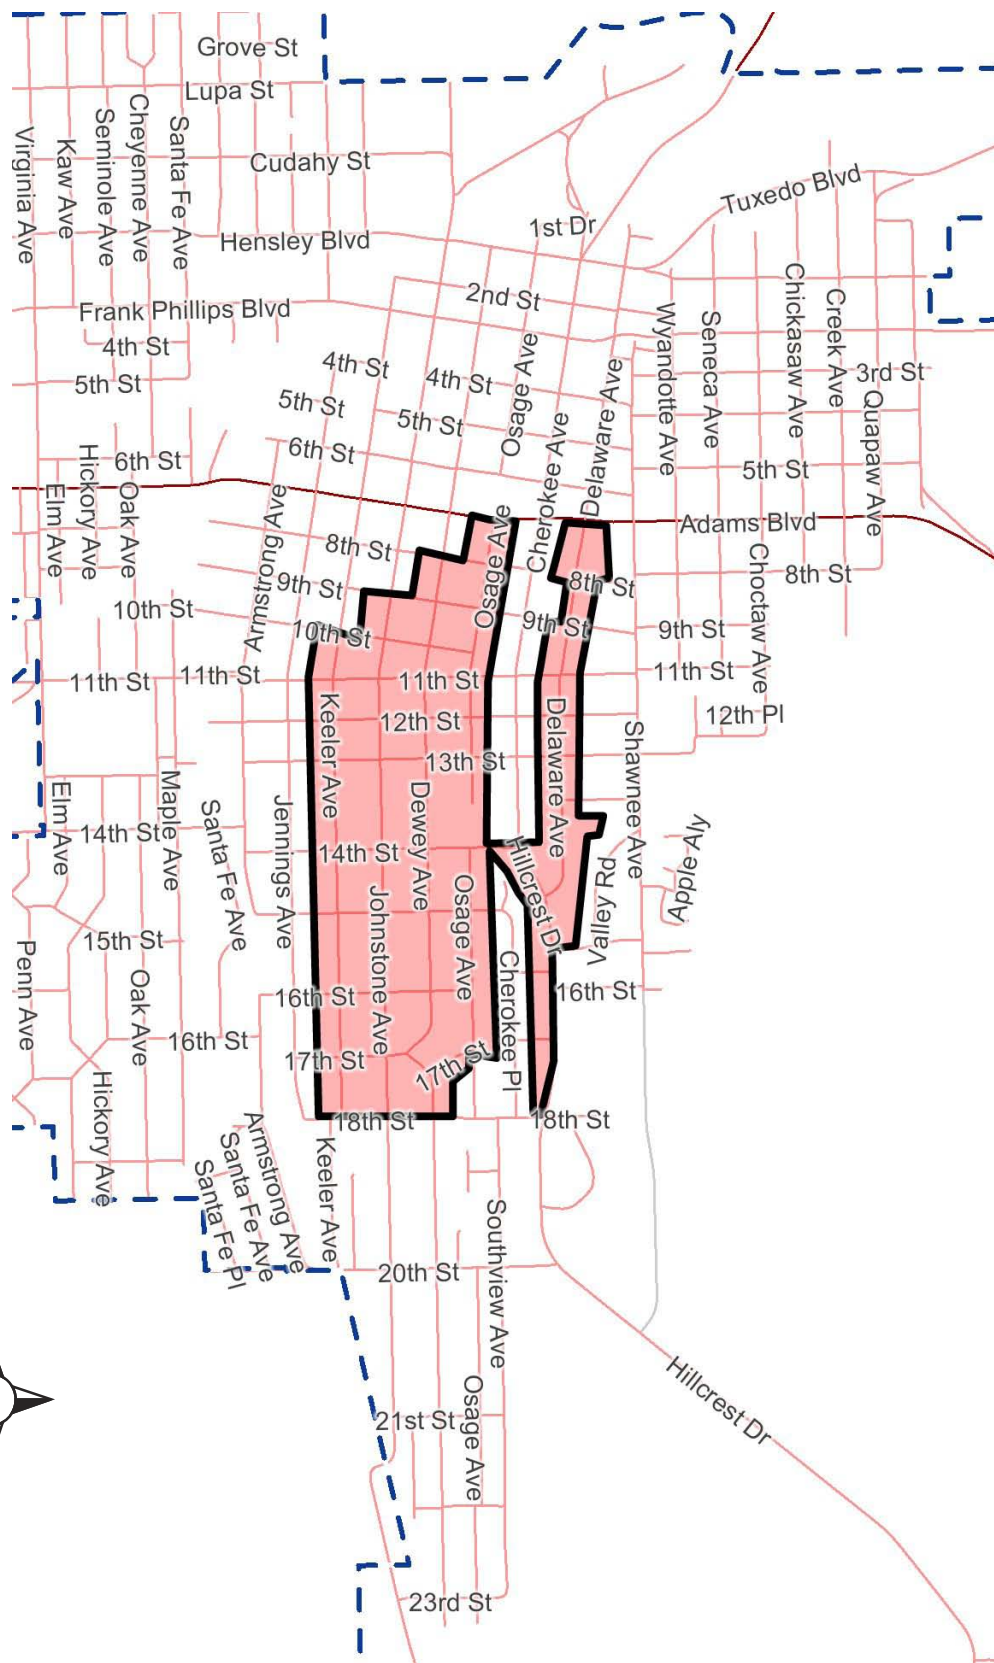 Grove St
Lupa St
Virginia Ave
Kaw Ave
Seminole Ave
Cheyenne Ave
Santa Fe Ave
Cudahy St
Tuxedo Blvd
1st Dr
Hensley Blvd
2nd St
Frank Phillips Blvd
4th St
5th St
4th St
4th St
5th St
5th St
Osage Ave
Cherokee Ave
Delaware Ave
Wyandotte Ave
Seneca Ave
Chickasaw Ave
Creek Ave
3rd St
Quapaw Ave
5th St
6th St
6th St
Elm Ave
Hickory Ave
Oak Ave
Armstrong Ave
Adams Blvd
8th St
Osage Ave
8th St
8th St
Choctaw Ave
9th St
10th St
10th St
9th St
9th St
11th St
11th St
11th St
11th St
Keeler Ave
12th St
Delaware Ave
12th Pl
13th St
Shawnee Ave
Elm Ave
14th St
Maple Ave
Santa Fe Ave
Jennings Ave
14th St
Dewey Ave
Hillcrest Dr
Valley Rd
Apple Aly
Penn Ave
15th St
Oak Ave
Johnstone Ave
Osage Ave
Cherokee Pl
16th St
16th St
16th St
17th St
17th St
Hickory Ave
18th St
18th St
Santa Fe Pl
Santa Fe Ave
Armstrong Ave
Keeler Ave
Southview Ave
20th St
Hillcrest Dr
21st St
Osage Ave
23rd St